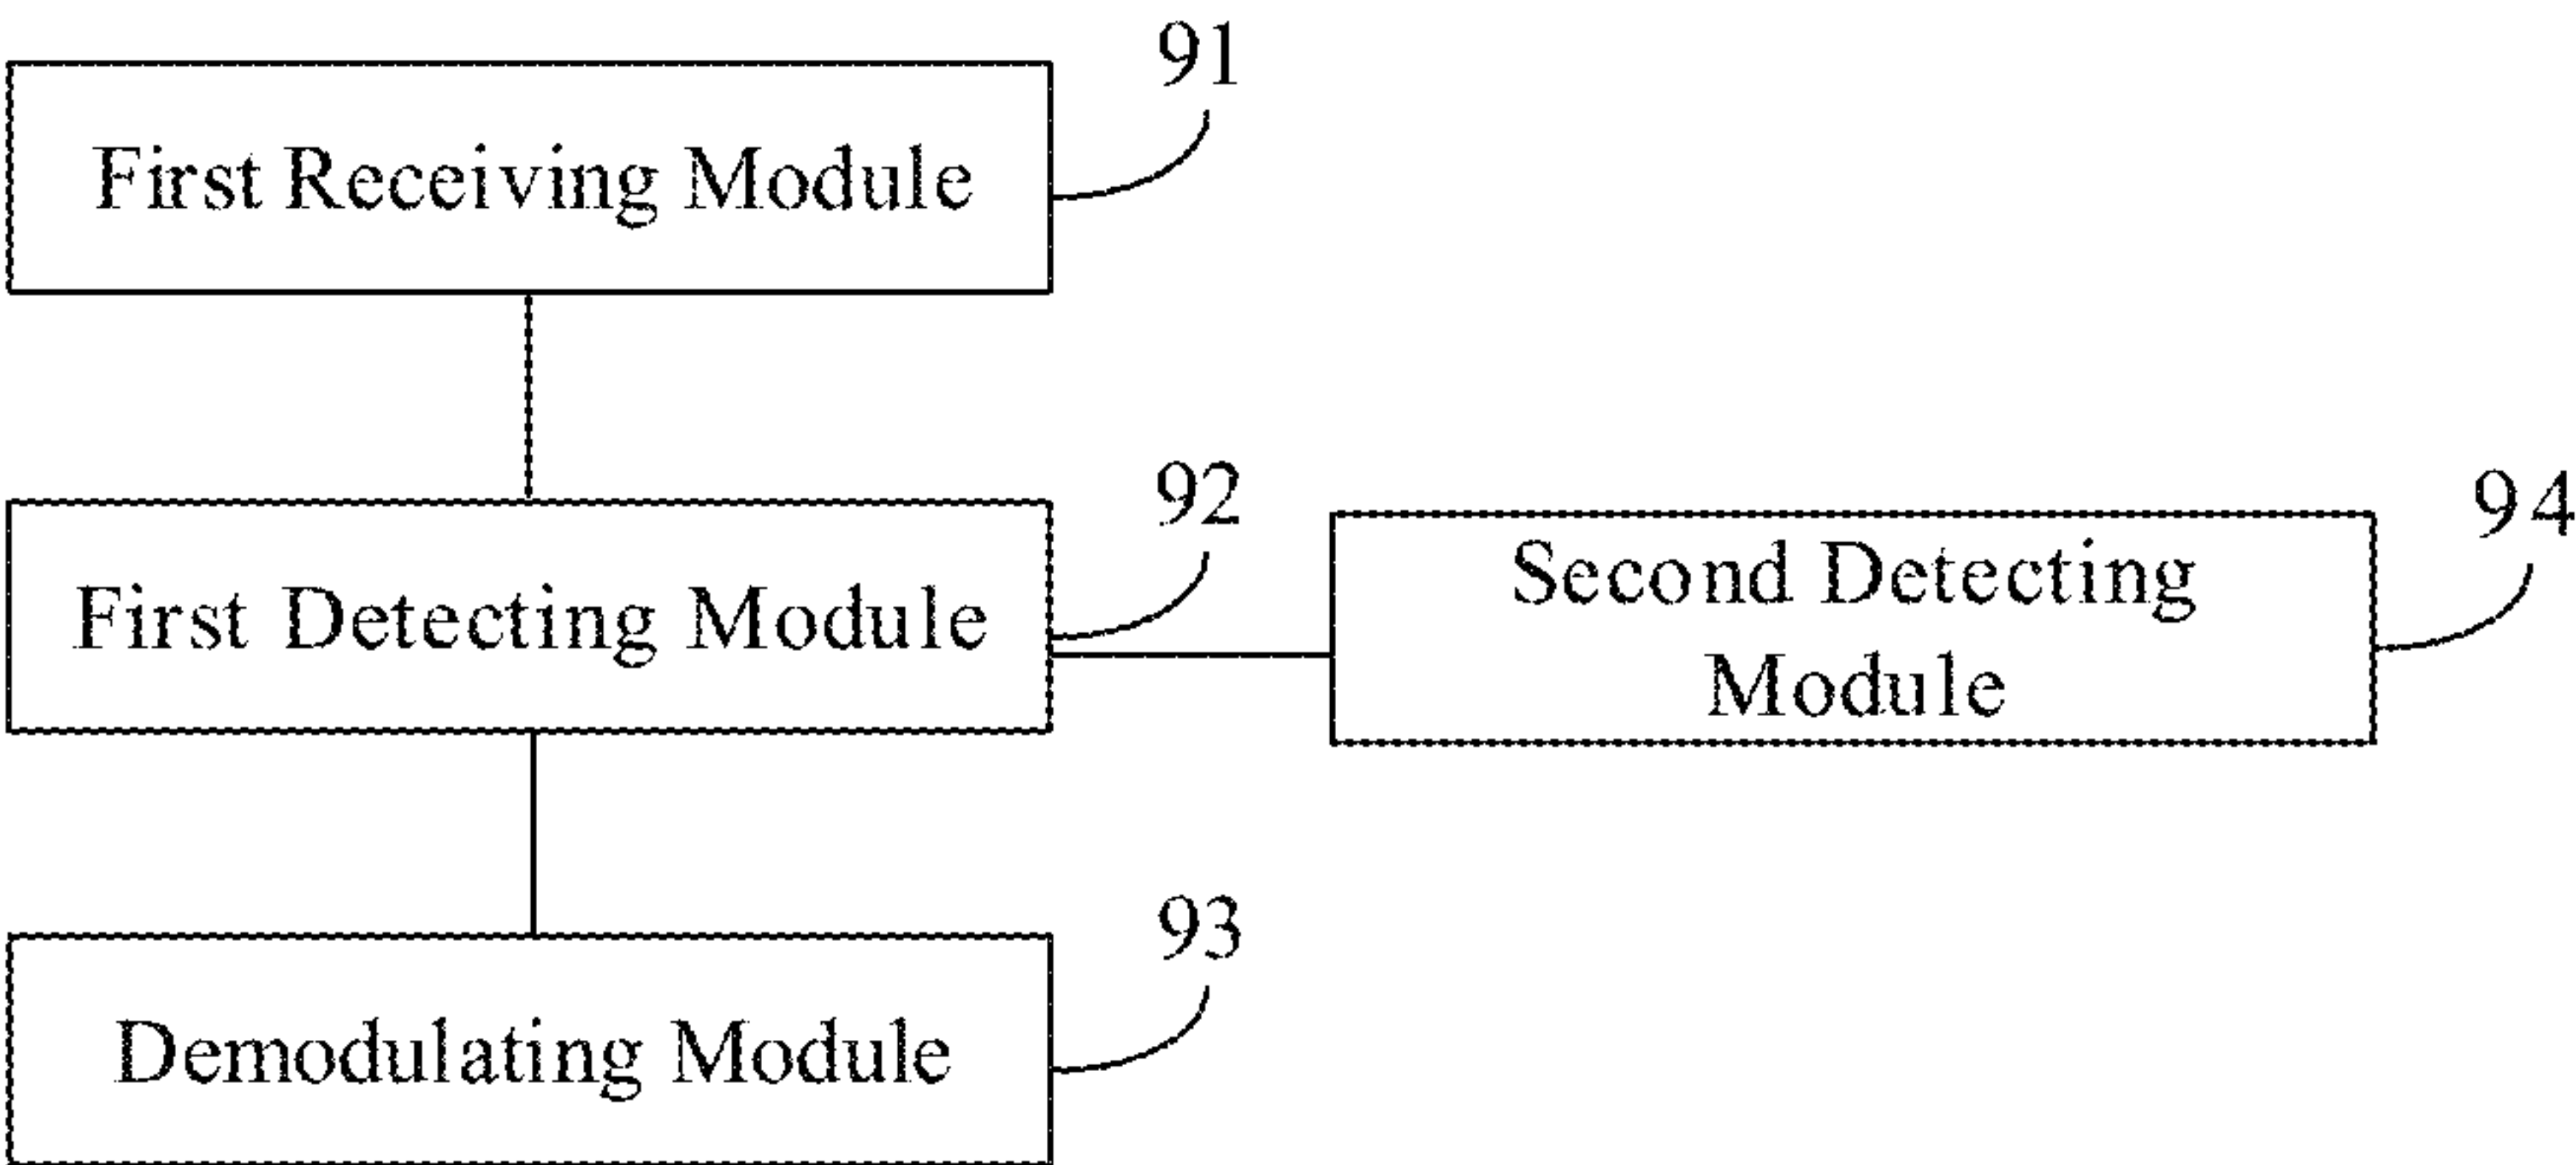 91
First Receiving Module
92
First Detecting Module
94
Second Detecting
Module
93
Demodulating Module